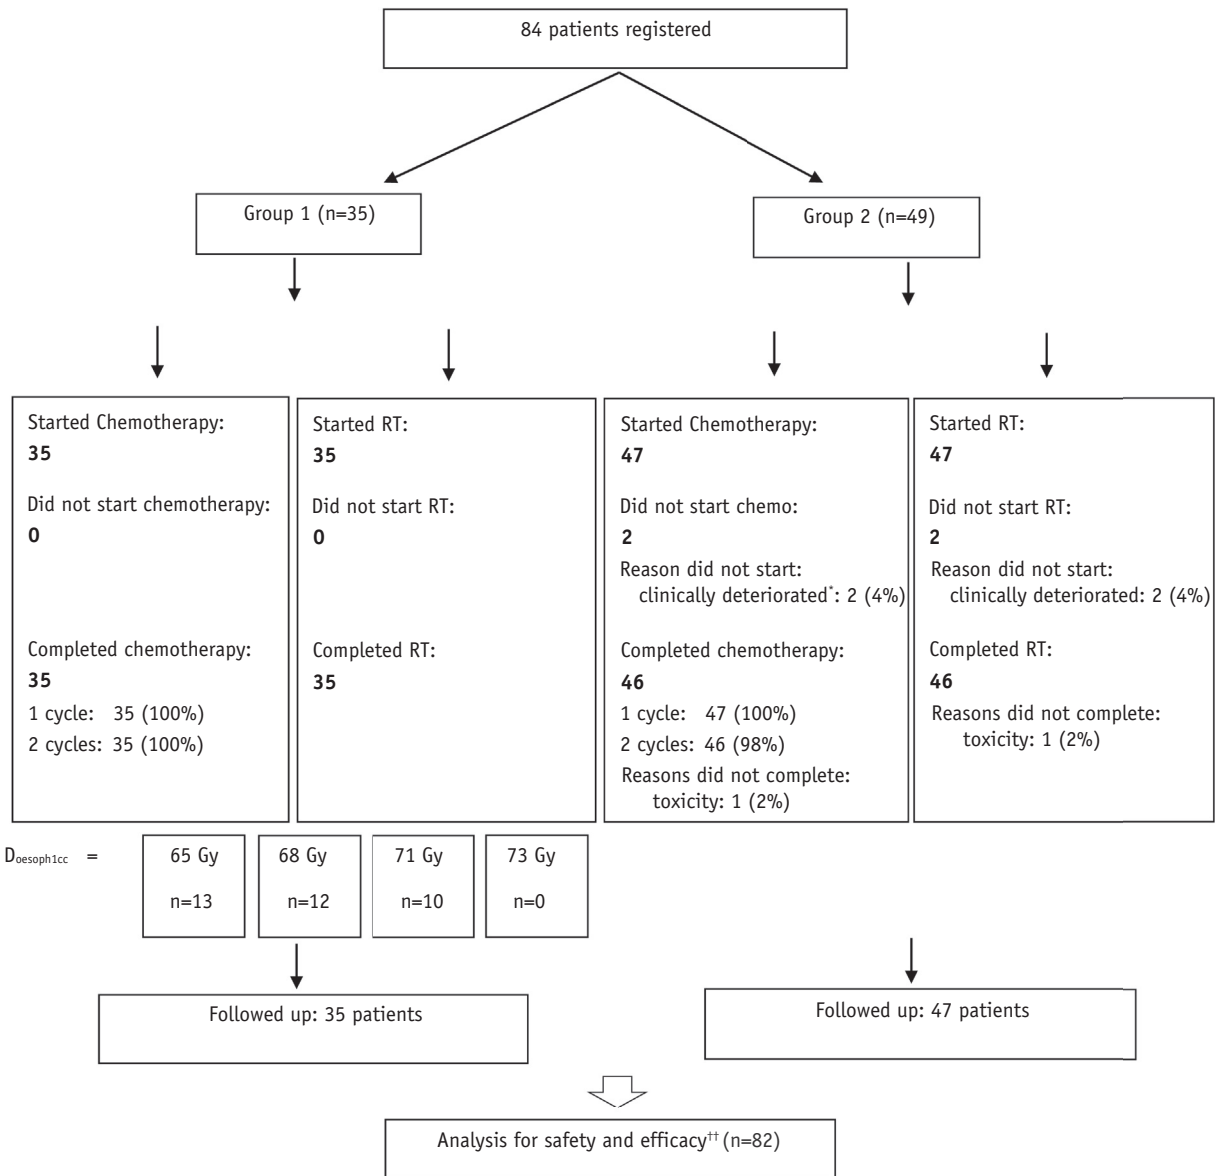 84 patients registered
Group 1 (n=35)
Group 2 (n=49)
Started Chemotherapy:
35
Did not start chemotherapy:
0
Completed chemotherapy:
35
1 cycle: 35 (100%)
2 cycles: 35 (100%)
Started RT:
35
Did not start RT:
0
Completed RT:
35
Started Chemotherapy:
47
Did not start chemo:
2
Reason did not start:
clinically deteriorated*: 2 (4%)
Completed chemotherapy:
46
1 cycle: 47 (100%)
2 cycles: 46 (98%)
Reasons did not complete:
toxicity: 1 (2%)
Started RT:
47
Did not start RT:
2
Reason did not start:
clinically deteriorated: 2 (4%)
Completed RT:
46
Reasons did not complete:
toxicity: 1 (2%)
Doesoph1cc =
65 Gy
n=13
68 Gy
n=12
71 Gy
n=10
73 Gy
n=0
Followed up: 35 patients
Followed up: 47 patients
Analysis for safety and efficacy†† (n=82)